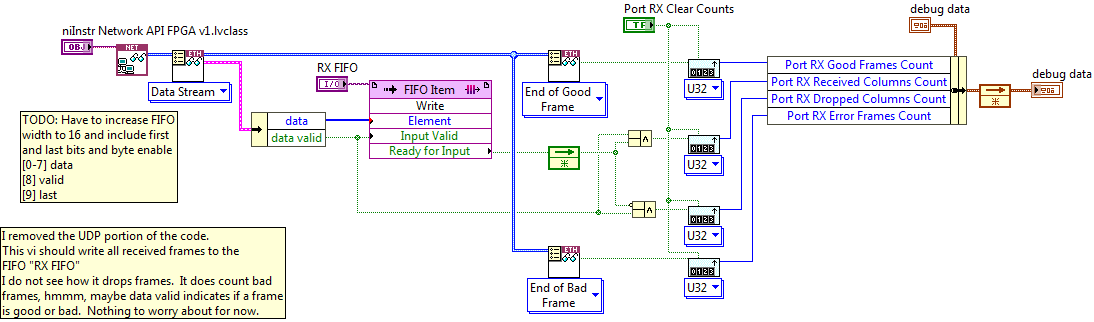 Port RX Clear Counts
debug data
niInstr Network API FPGA v1.lvclass
TF
OBJ
NET
ETH
ETH
RX FIFO
I/O
Data Stream
FIFO Item
Write
Element
Input Valid
Ready for Input
data
data valid
End of Good
Frame
0123
U32
0123
U32
0123
U32
0123
U32
Port RX Good Frames Count
Port RX Received Columns Count
Port RX Dropped Columns Count
Port RX Error Frames Count
debug data
TODO: Have to increase FIFO
width to 16 and include first
and last bits and byte enable
[0-7] data
[8] valid
[9] last
I removed the UDP portion of the code.
This vi should write all received frames to the
FIFO "RX FIFO"
I do not see how it drops frames.  It does count bad
frames, hmmm, maybe data valid indicates if a frame
is good or bad.  Nothing to worry about for now.
ETH
End of Bad
Frame